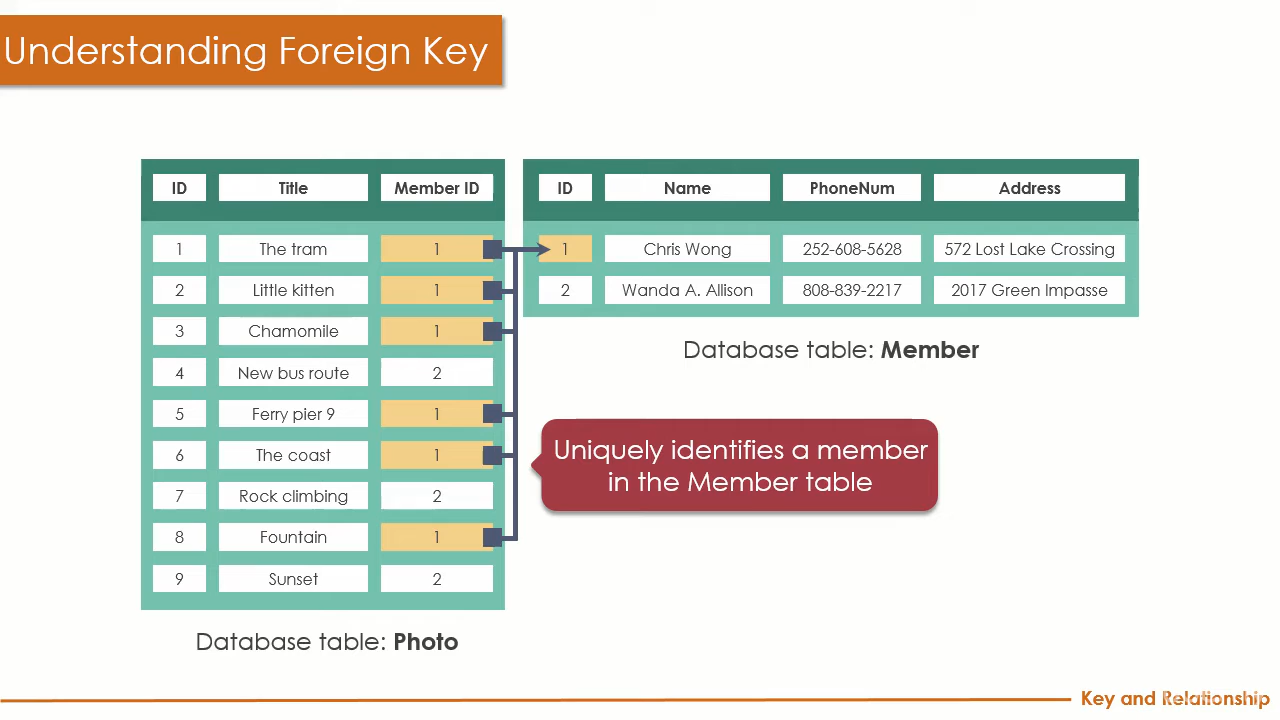 Understanding Foreign Key
ID Title Member ID
1 The tram 1
2 Little kitten 1
3 Chamomile 1
4 New bus route 2
5 Ferry pier 9 1
6 The coast 1
7 Rock climbing 2
8 Fountain 1
9 Sunset 2
Database table: Photo
ID Name PhoneNum Address
1 Chris Wong 252-608-5628 572 Lost Lake Crossing
2 Wanda A. Allison 808-839-2217 2017 Green Impasse
Database table: Member
Uniquely identifies a member
in the Member table
Key and Relationship